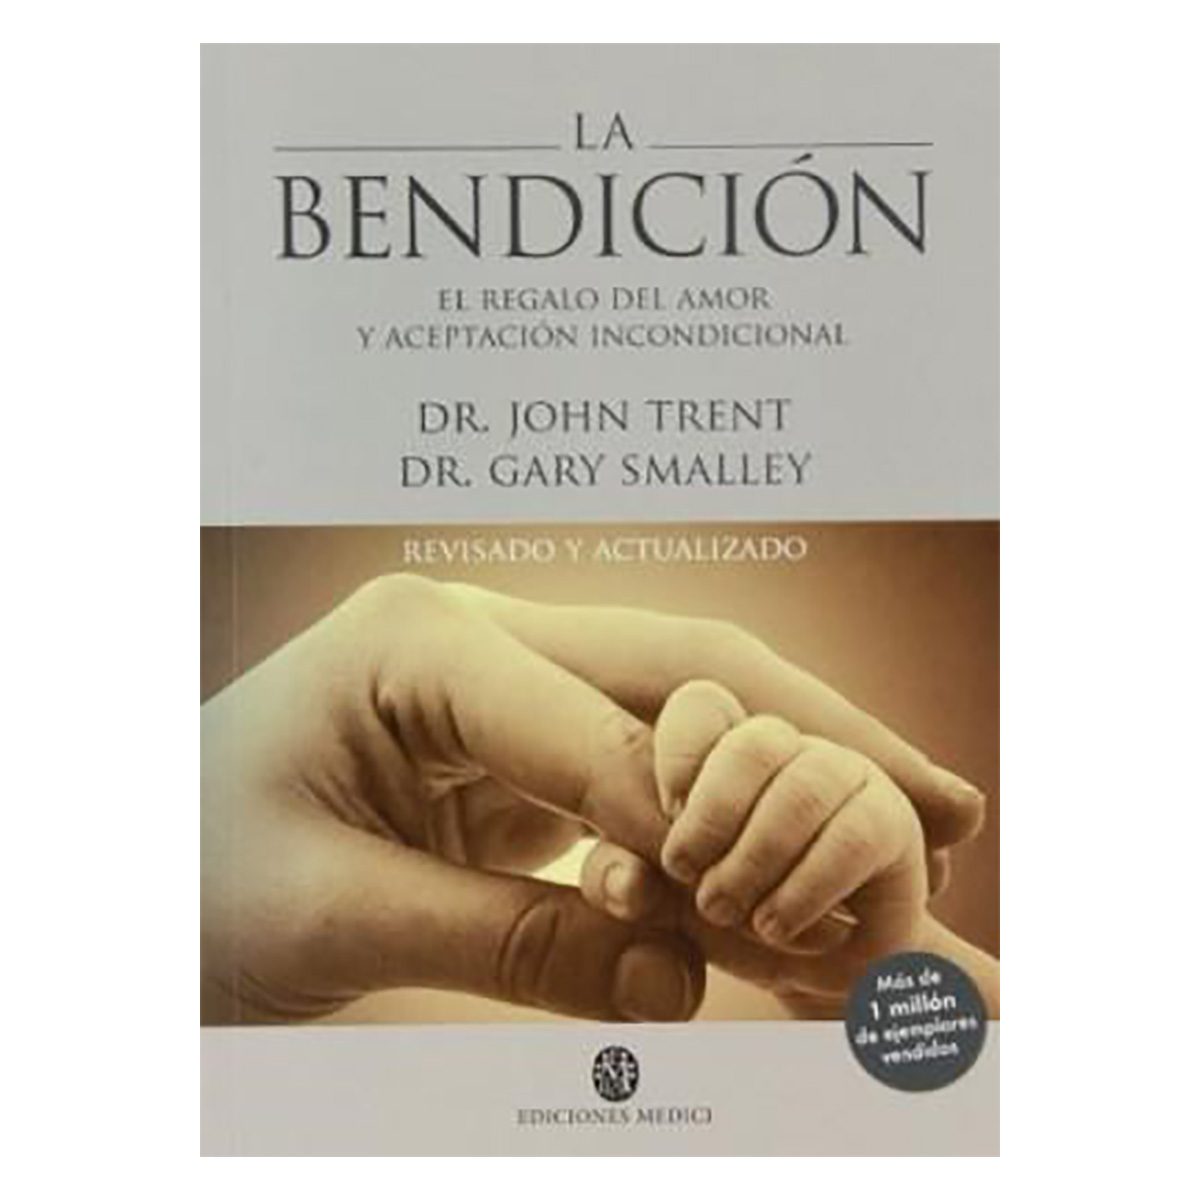 LA
BENDICIÓN
EL REGALO DEL AMOR
Y ACEPTACIÓN INCONDICIONAL
DR. JOHN TRENT
DR. GARY SMALLEY
REVISADO Y ACTUALIZADO
Más de
1 millón
de ejemplares
vendidos
M
EDICIONES MEDICI